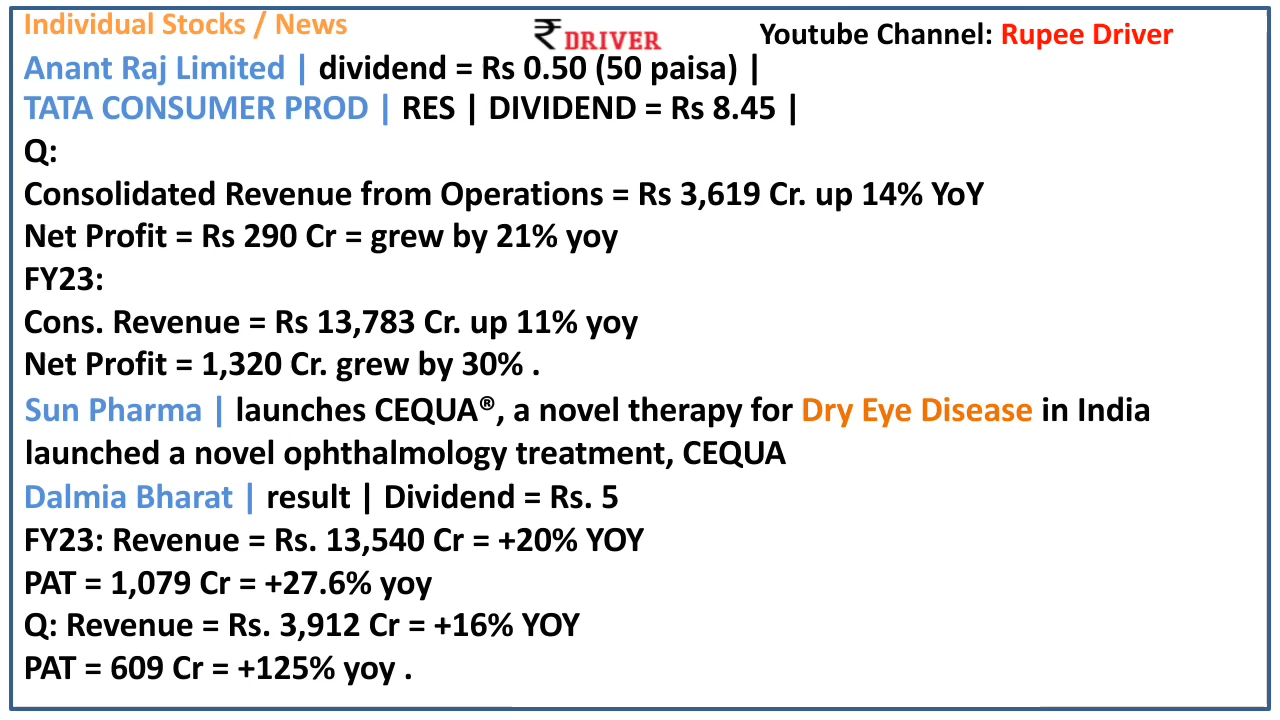 Individual Stocks / News
₹ DRIVER
Youtube Channel: Rupee Driver
Anant Raj Limited | dividend = Rs 0.50 (50 paisa) |
TATA CONSUMER PROD | RES | DIVIDEND = Rs 8.45 |
Q:
Consolidated Revenue from Operations = Rs 3,619 Cr. up 14% YoY
Net Profit = Rs 290 Cr = grew by 21% yoy
FY23:
Cons. Revenue = Rs 13,783 Cr. up 11% yoy
Net Profit = 1,320 Cr. grew by 30% .
Sun Pharma | launches CEQUA®, a novel therapy for Dry Eye Disease in India
launched a novel ophthalmology treatment, CEQUA
Dalmia Bharat | result | Dividend = Rs. 5
FY23: Revenue = Rs. 13,540 Cr = +20% YOY
PAT = 1,079 Cr = +27.6% yoy
Q: Revenue = Rs. 3,912 Cr = +16% YOY
PAT = 609 Cr = +125% yoy .